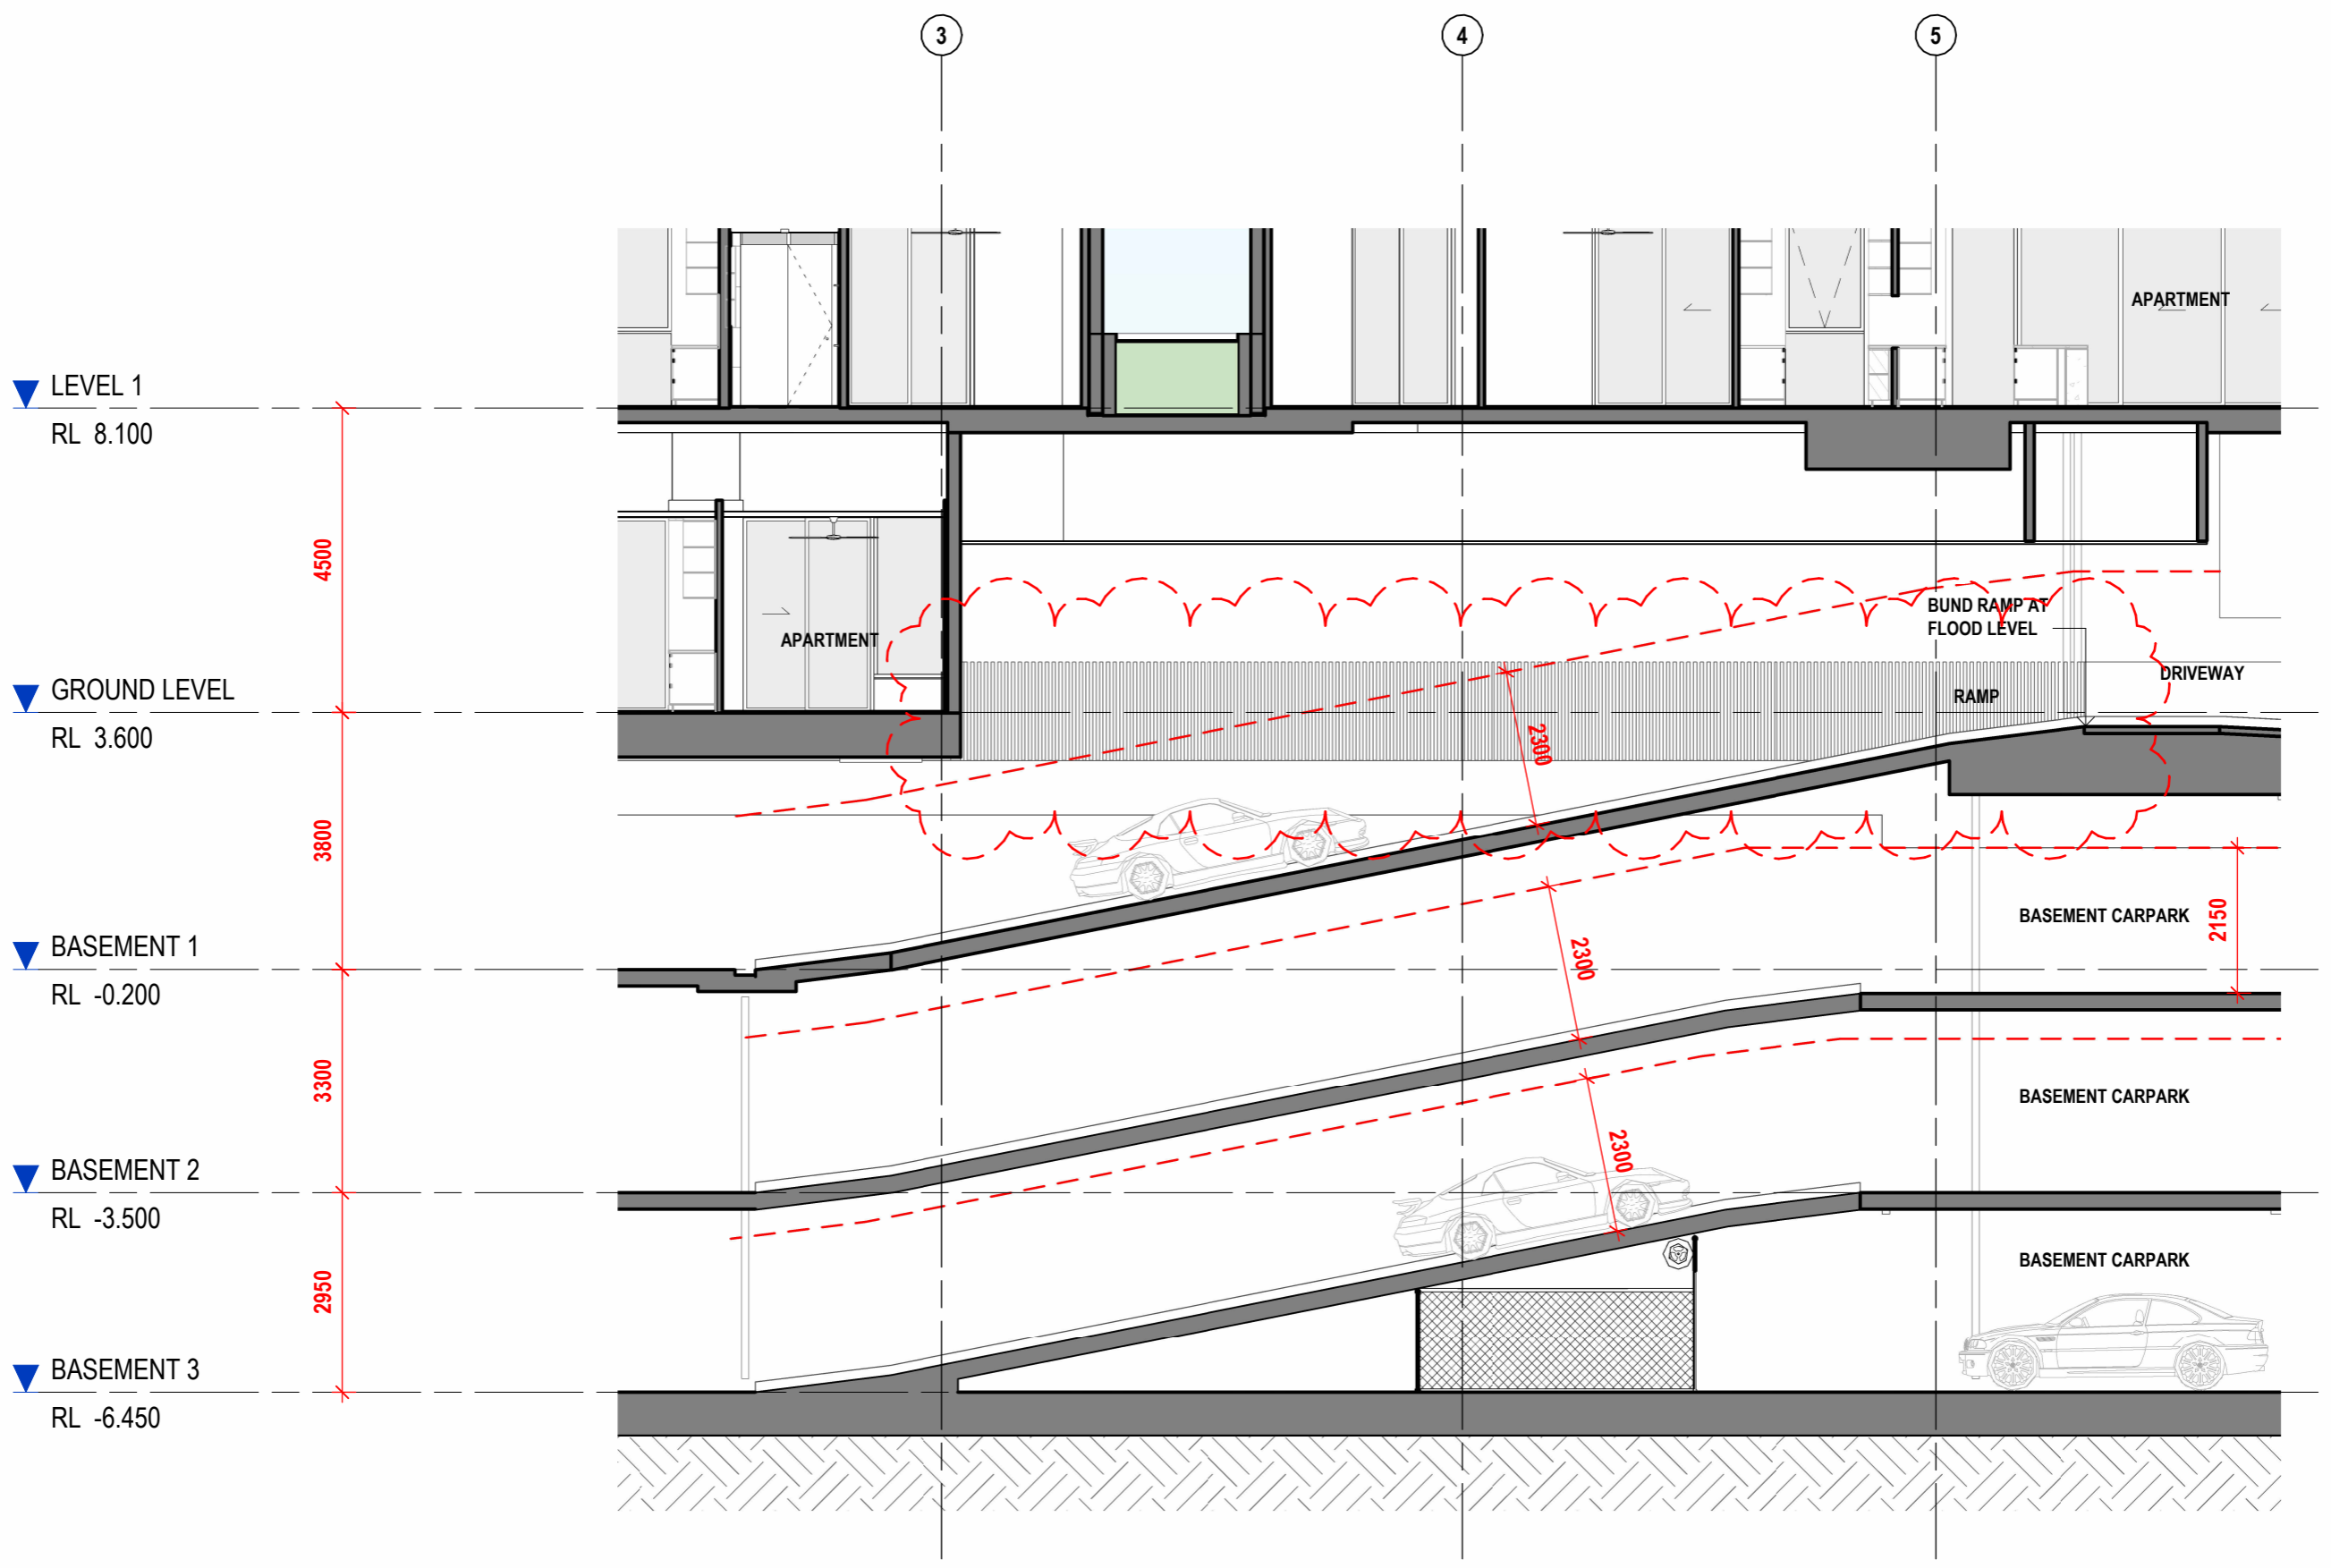 3
4
5
APARTMENT
LEVEL 1
RL 8.100
4500
APARTMENT
BUND RAMP AT
FLOOD LEVEL
DRIVEWAY
RAMP
GROUND LEVEL
RL 3.600
2300
3800
BASEMENT CARPARK
2150
BASEMENT 1
RL -0.200
2300
3300
BASEMENT CARPARK
2300
BASEMENT 2
RL -3.500
BASEMENT CARPARK
2950
BASEMENT 3
RL -6.450